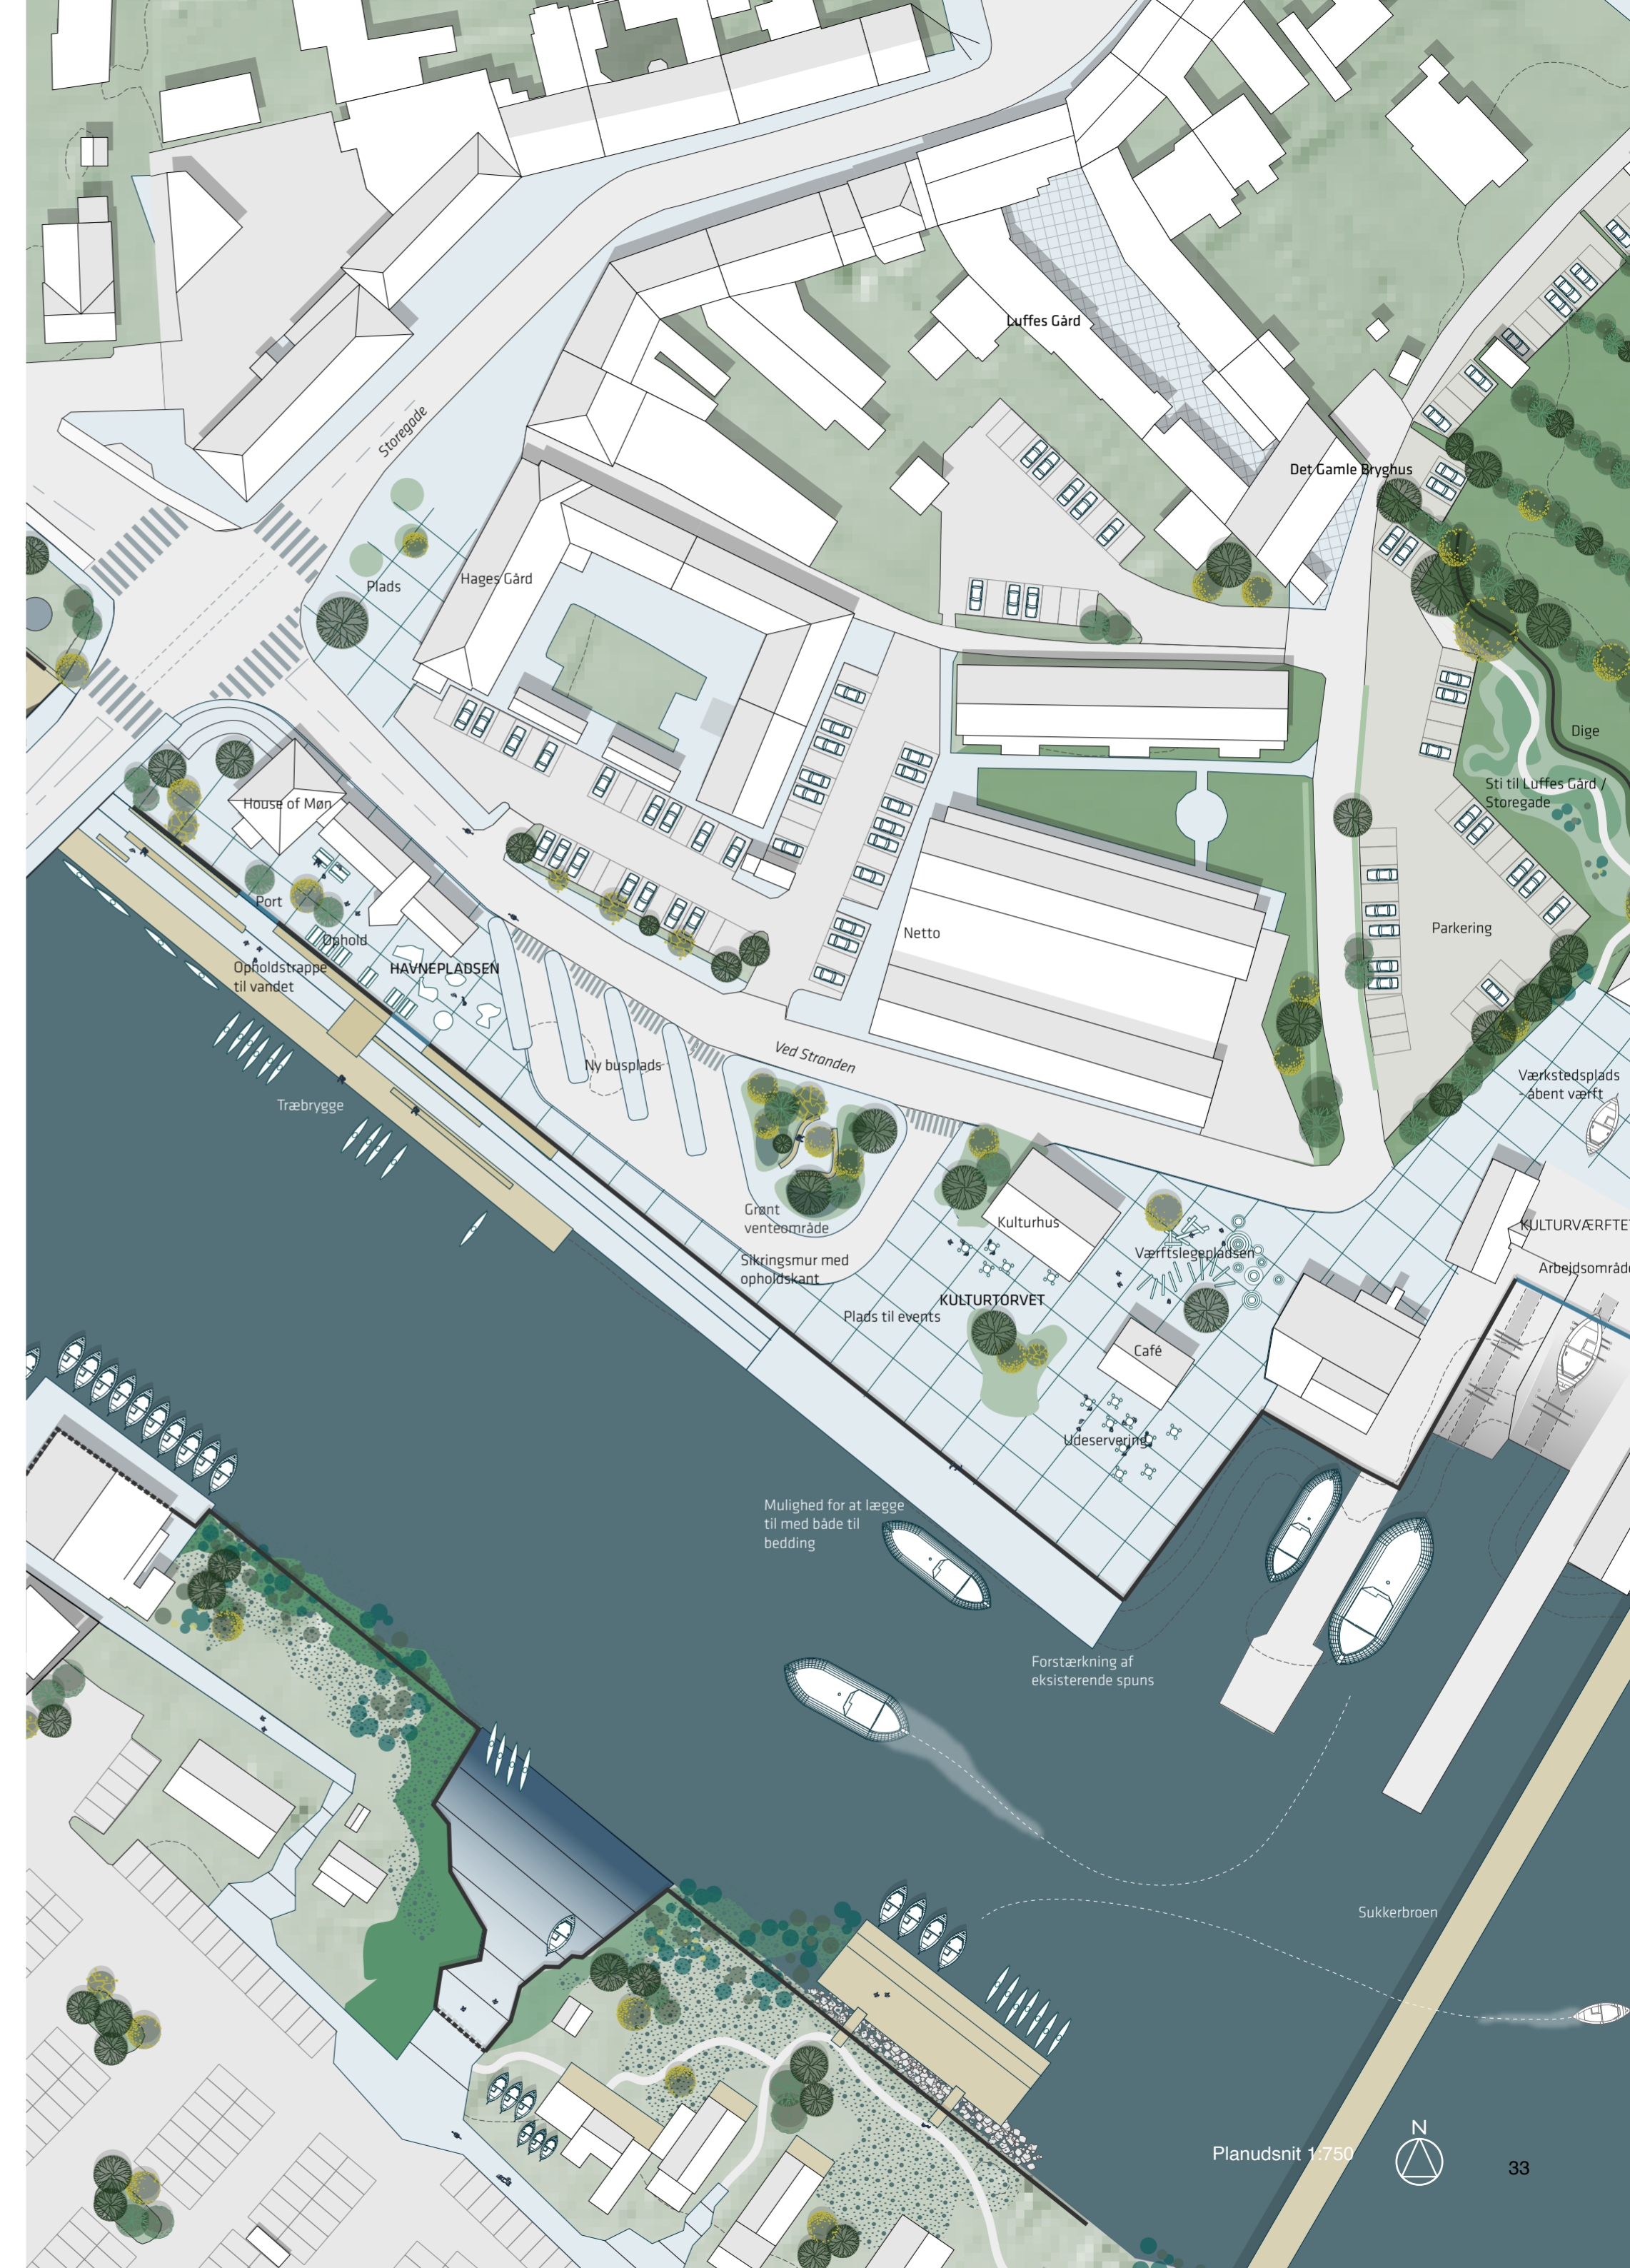 Luffes Gård
Storegade
Det Gamle Bryghus
Plads
Hages Gård
Dige
Sti til Luffes Gård /
Storegade
House of Møn
Port
Ophold
Opholdstrappe
til vandet
HAVNEPLADSEN
Netto
Parkering
Ved Stranden
Ny busplads
Træbrygge
Værkstedsplads
- åbent værft
Grønt
venteområde
Kulturhus
KULTURVÆRFTET
Værftslegepladsen
Sikringsmur med
opholdskant
Arbejdsområde
KULTURTORVET
Plads til events
Café
Udeservering
Mulighed for at lægge
til med både til
bedding
Forstærkning af
eksisterende spuns
Sukkerbroen
N
Planudsnit 1:750
33